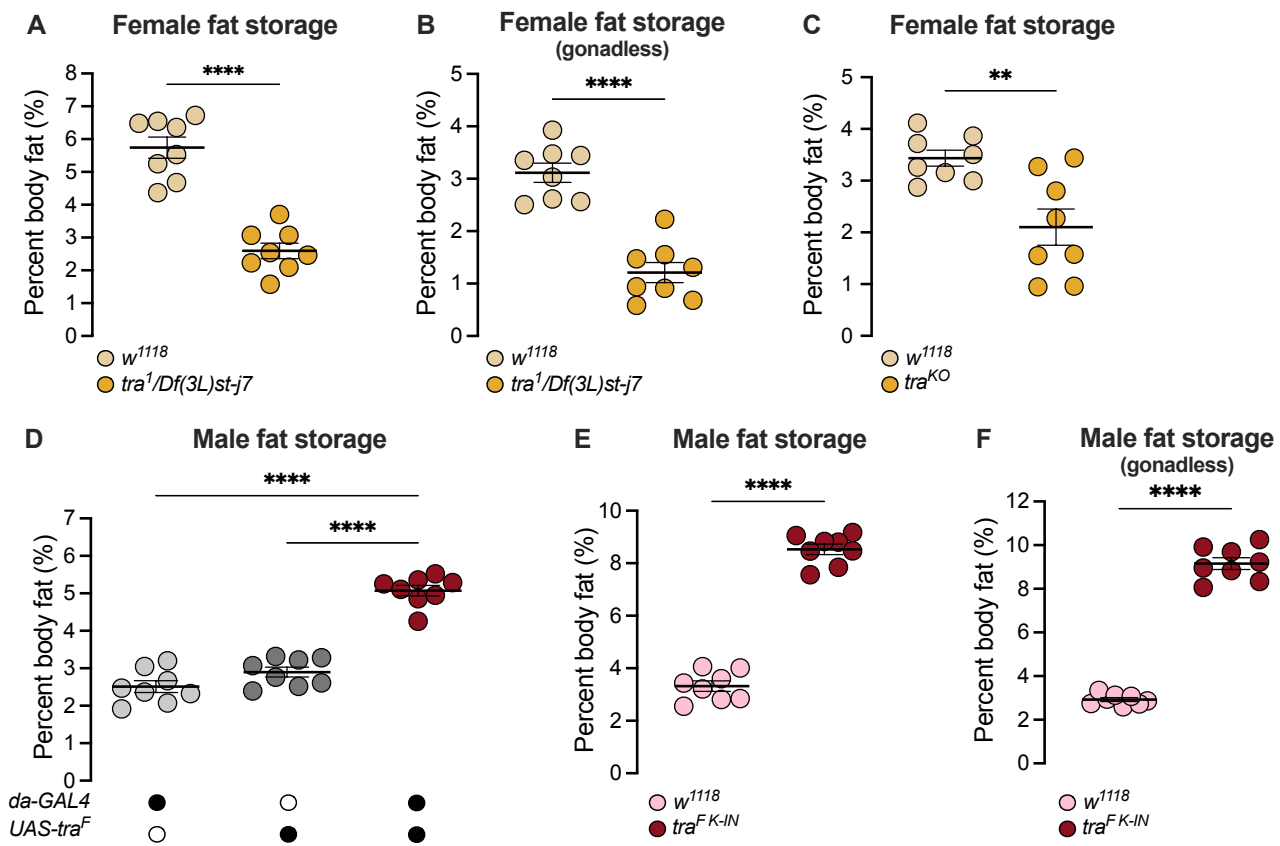 A Female fat storage
****
Percent body fat (%)
8
7
6
5
4
3
2
1
0
w1118
tra1/Df(3L)st-j7
B Female fat storage
(gonadless)
****
Percent body fat (%)
5
4
3
2
1
0
w1118
tra1/Df(3L)st-j7
C Female fat storage
**
Percent body fat (%)
5
4
3
2
1
0
w1118
traKO
D Male fat storage
****
****
Percent body fat (%)
7
6
5
4
3
2
1
0
da-GAL4
UAS-traF
E Male fat storage
****
Percent body fat (%)
10
8
6
4
2
0
w1118
traF K-IN
F Male fat storage
(gonadless)
****
Percent body fat (%)
12
10
8
6
4
2
0
w1118
traF K-IN